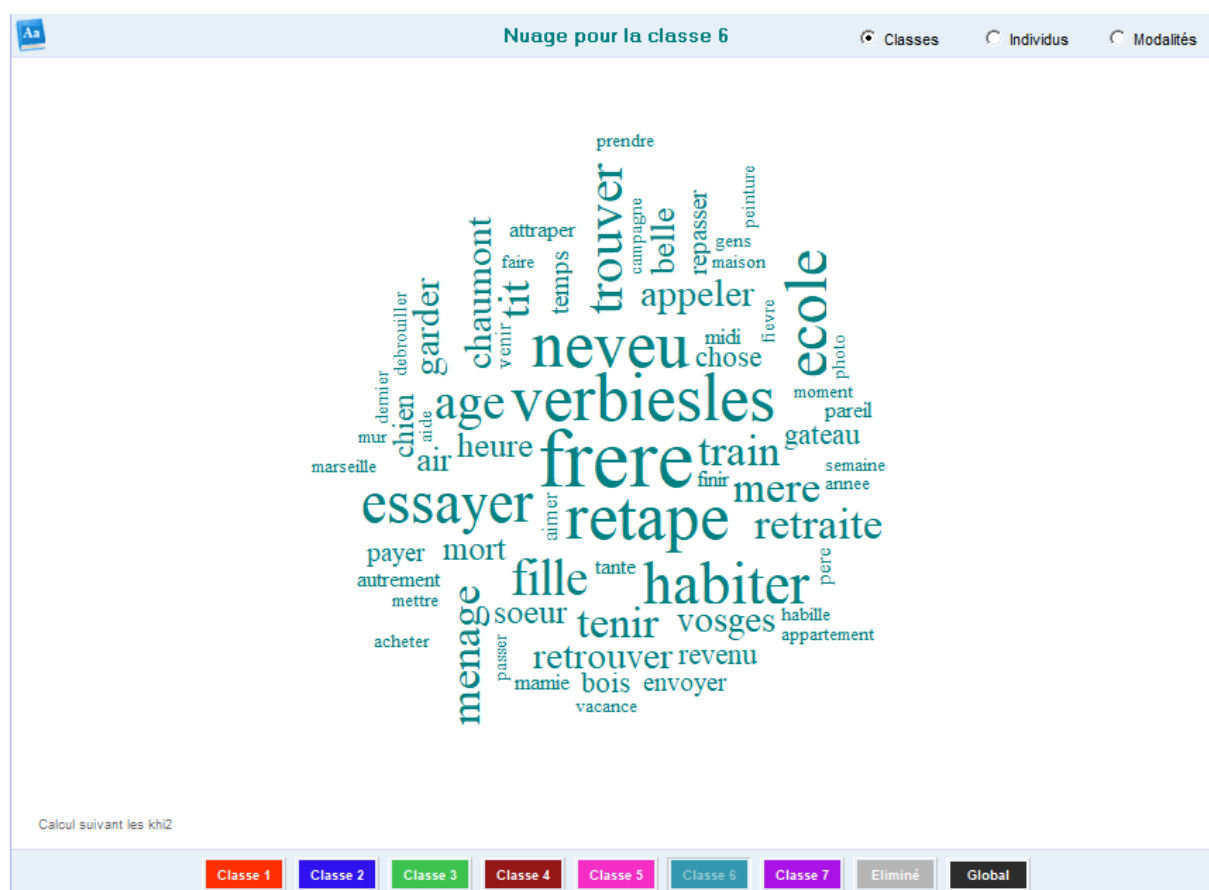 Aa
Nuage pour la classe 6
Classes
Individus
Modalités
prendre
trouver
campagne
belle
repasser
peinture
attraper
gens
maison
faire
chaumont
tit
temps
appeler
ecole
garder
debrouiller
venir
neveu
midi
chose
fievre
photo
dernier
chien
aide
age
verbiesles
moment
pareil
mur
air
heure
frere
train
gateau
marseille
finir
semaine
mere
annee
essayer
aimer
retape
retraite
payer
mort
autrement
mettre
fille
tante
habiter
pere
menage
soeur
tenir
vosges
habille
appartement
acheter
passer
retrouver
revenu
mamie
bois
envoyer
vacance
Calcul suivant les khi2
Classe 1
Classe 2
Classe 3
Classe 4
Classe 5
Classe 6
Classe 7
Eliminé
Global